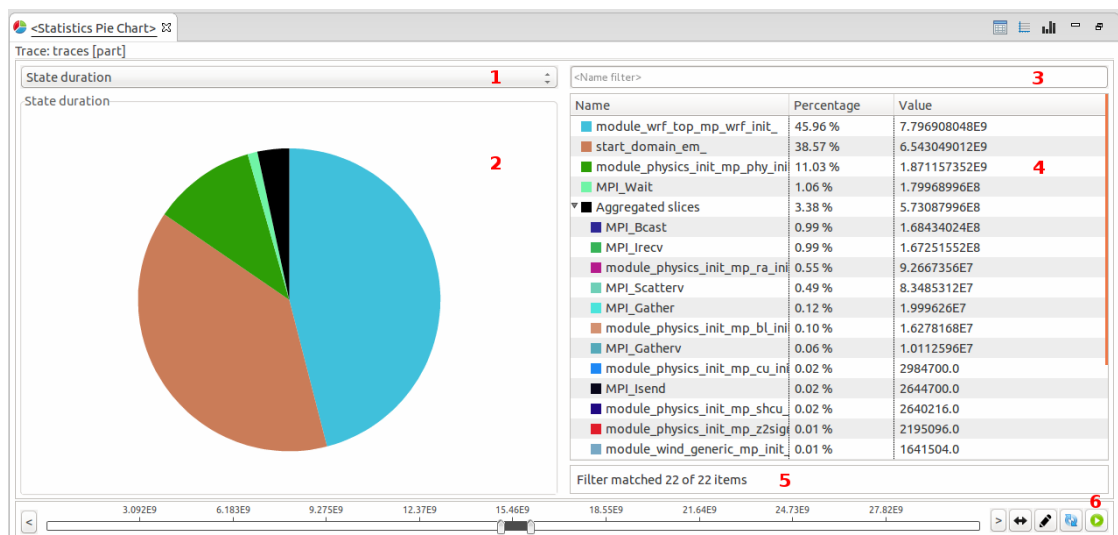 <Statistics Pie Chart>
Trace: traces [part]
State duration 1
<Name filter> 3
State duration
2
Name Percentage Value
module_wrf_top_mp_wrf_init_ 45.96 % 7.796908048E9
start_domain_em_ 38.57 % 6.543049012E9
module_physics_init_mp_phy_ini 11.03 % 1.871157352E9
4
MPI_Wait 1.06 % 1.79968996E8
Aggregated slices 3.38 % 5.73087996E8
MPI_Bcast 0.99 % 1.68434024E8
MPI_Irecv 0.99 % 1.67251552E8
module_physics_init_mp_ra_ini 0.55 % 9.2667356E7
MPI_Scatterv 0.49 % 8.3485312E7
MPI_Gather 0.12 % 1.999626E7
module_physics_init_mp_bl_ini 0.10 % 1.6278168E7
MPI_Gatherv 0.06 % 1.0112596E7
module_physics_init_mp_cu_ini 0.02 % 2984700.0
MPI_Isend 0.02 % 2644700.0
module_physics_init_mp_shcu_ 0.02 % 2640216.0
module_physics_init_mp_z2sig 0.01 % 2195096.0
module_wind_generic_mp_init_ 0.01 % 1641504.0
Filter matched 22 of 22 items 5
6
3.092E9 6.183E9 9.275E9 12.37E9 15.46E9 18.55E9 21.64E9 24.73E9 27.82E9
< >